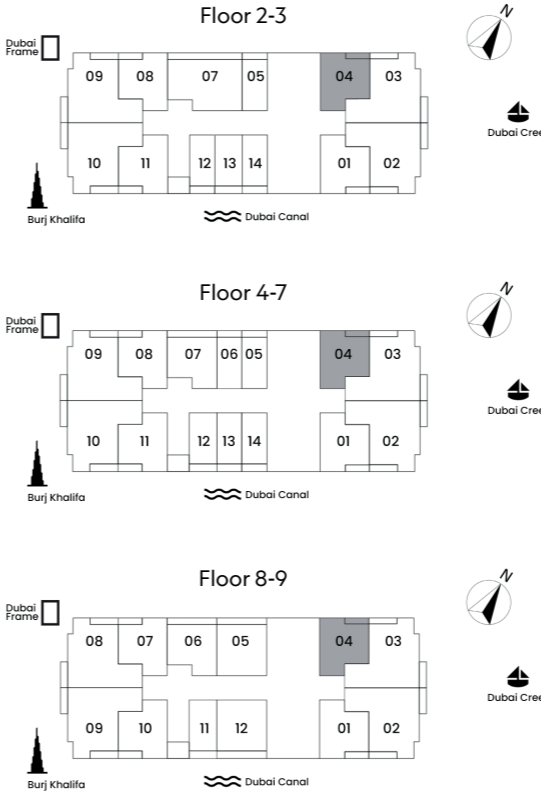 Floor 2-3
N
Dubai
Frame
09 08 07 05 04 03
10 11 12 13 14 01 02
Dubai Cree
Burj Khalifa
Dubai Canal
Floor 4-7
N
Dubai
Frame
09 08 07 06 05 04 03
10 11 12 13 14 01 02
Dubai Cree
Burj Khalifa
Dubai Canal
Floor 8-9
N
Dubai
Frame
08 07 06 05 04 03
09 10 11 12 01 02
Dubai Cree
Burj Khalifa
Dubai Canal